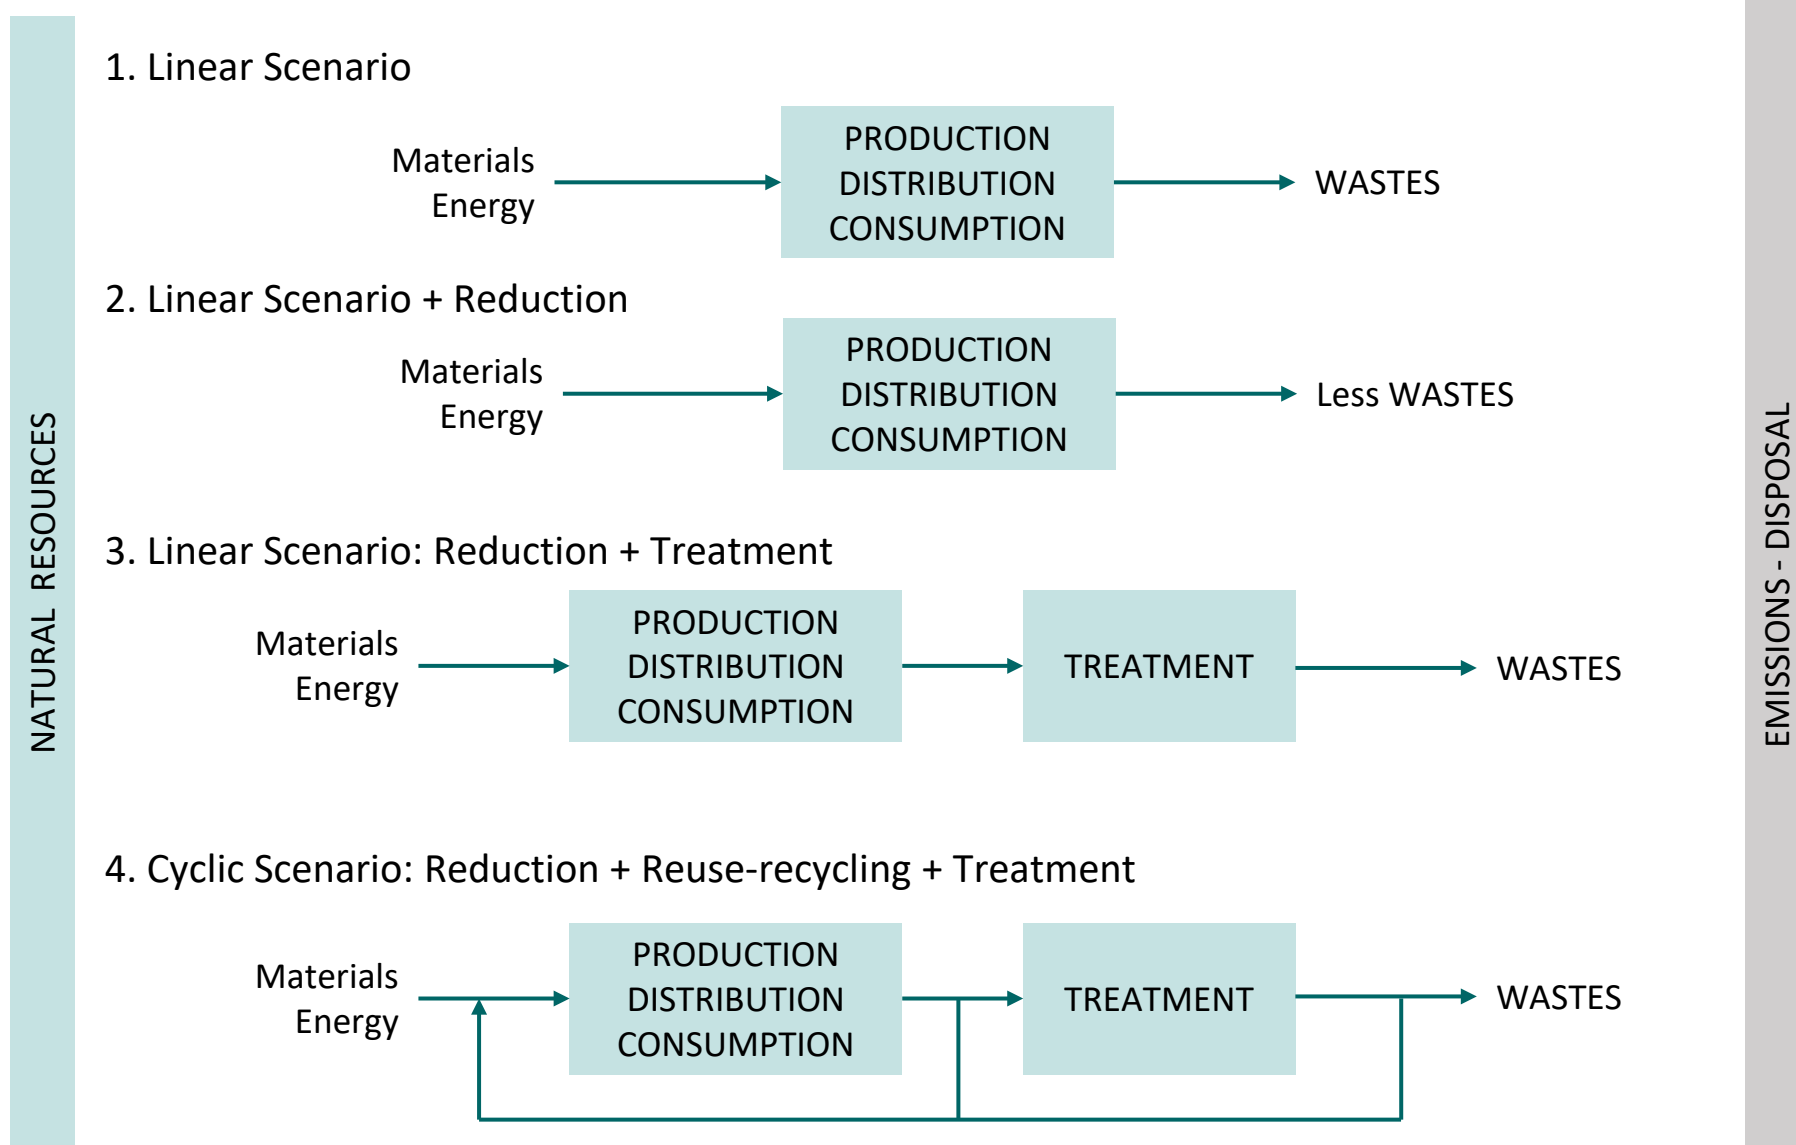 NATURAL RESOURCES
1. Linear Scenario
Materials
Energy
PRODUCTION
DISTRIBUTION
CONSUMPTION
WASTES
2. Linear Scenario + Reduction
Materials
Energy
PRODUCTION
DISTRIBUTION
CONSUMPTION
Less WASTES
3. Linear Scenario: Reduction + Treatment
Materials
Energy
PRODUCTION
DISTRIBUTION
CONSUMPTION
TREATMENT
WASTES
4. Cyclic Scenario: Reduction + Reuse-recycling + Treatment
Materials
Energy
PRODUCTION
DISTRIBUTION
CONSUMPTION
TREATMENT
WASTES
EMISSIONS - DISPOSAL